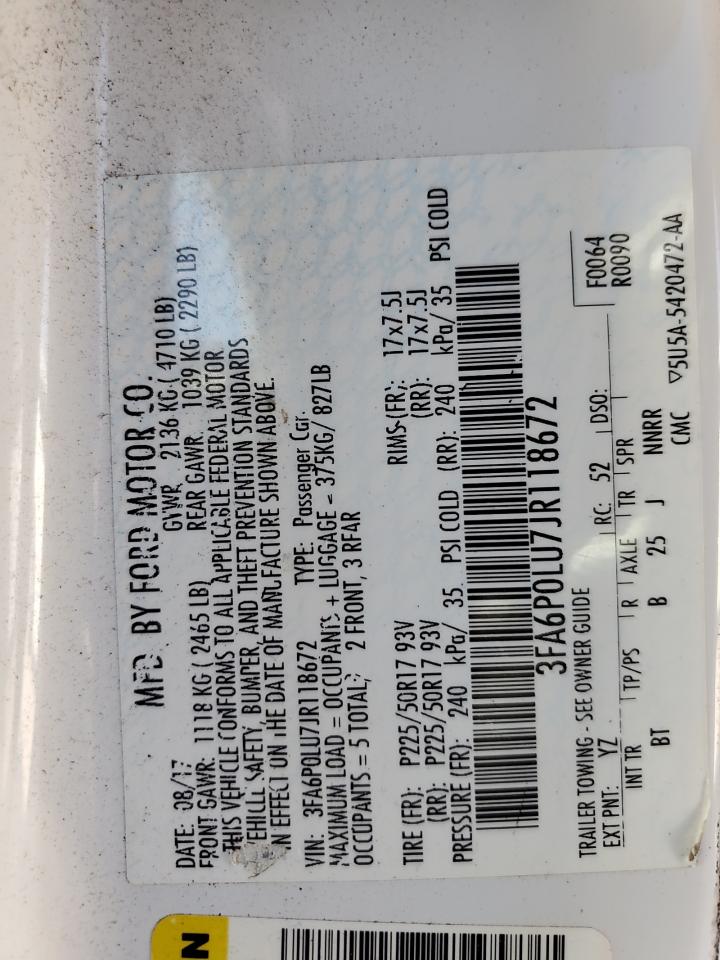 MFD. BY FORD MOTOR CO.
DATE: 08/17 GVWR: 2136 KG ( 4710 LB)
FRONT GAWR: 1118 KG ( 2465 LB) REAR GAWR: 1039 KG ( 2290 LB)
THIS VEHICLE CONFORMS TO ALL APPLICABLE FEDERAL MOTOR
VEHICLE SAFETY, BUMPER, AND THEFT PREVENTION STANDARDS
IN EFFECT ON THE DATE OF MANUFACTURE SHOWN ABOVE.
VIN: 3FA6P0LU7JR118672 TYPE: Passenger Car
MAXIMUM LOAD = OCCUPANTS + LUGGAGE = 375KG/ 827LB
OCCUPANTS = 5 TOTAL, 2 FRONT, 3 REAR
TIRE (FR): P225/50R17 93V RIMS-(FR): 17x7.5J
(RR): P225/50R17 93V (RR): 17x7.5J
PRESSURE (FR): 240 kPa/ 35 PSI COLD (RR): 240 kPa/ 35 PSI COLD
3FA6P0LU7JR118672
TRAILER TOWING - SEE OWNER GUIDE
EXT PNT: YZ RC: 52 DSO: F0064
INT TR TP/PS R AXLE TR SPR R0090
BT B 25 J NNRR
CMC ▽5U5A-5420472-AA
N